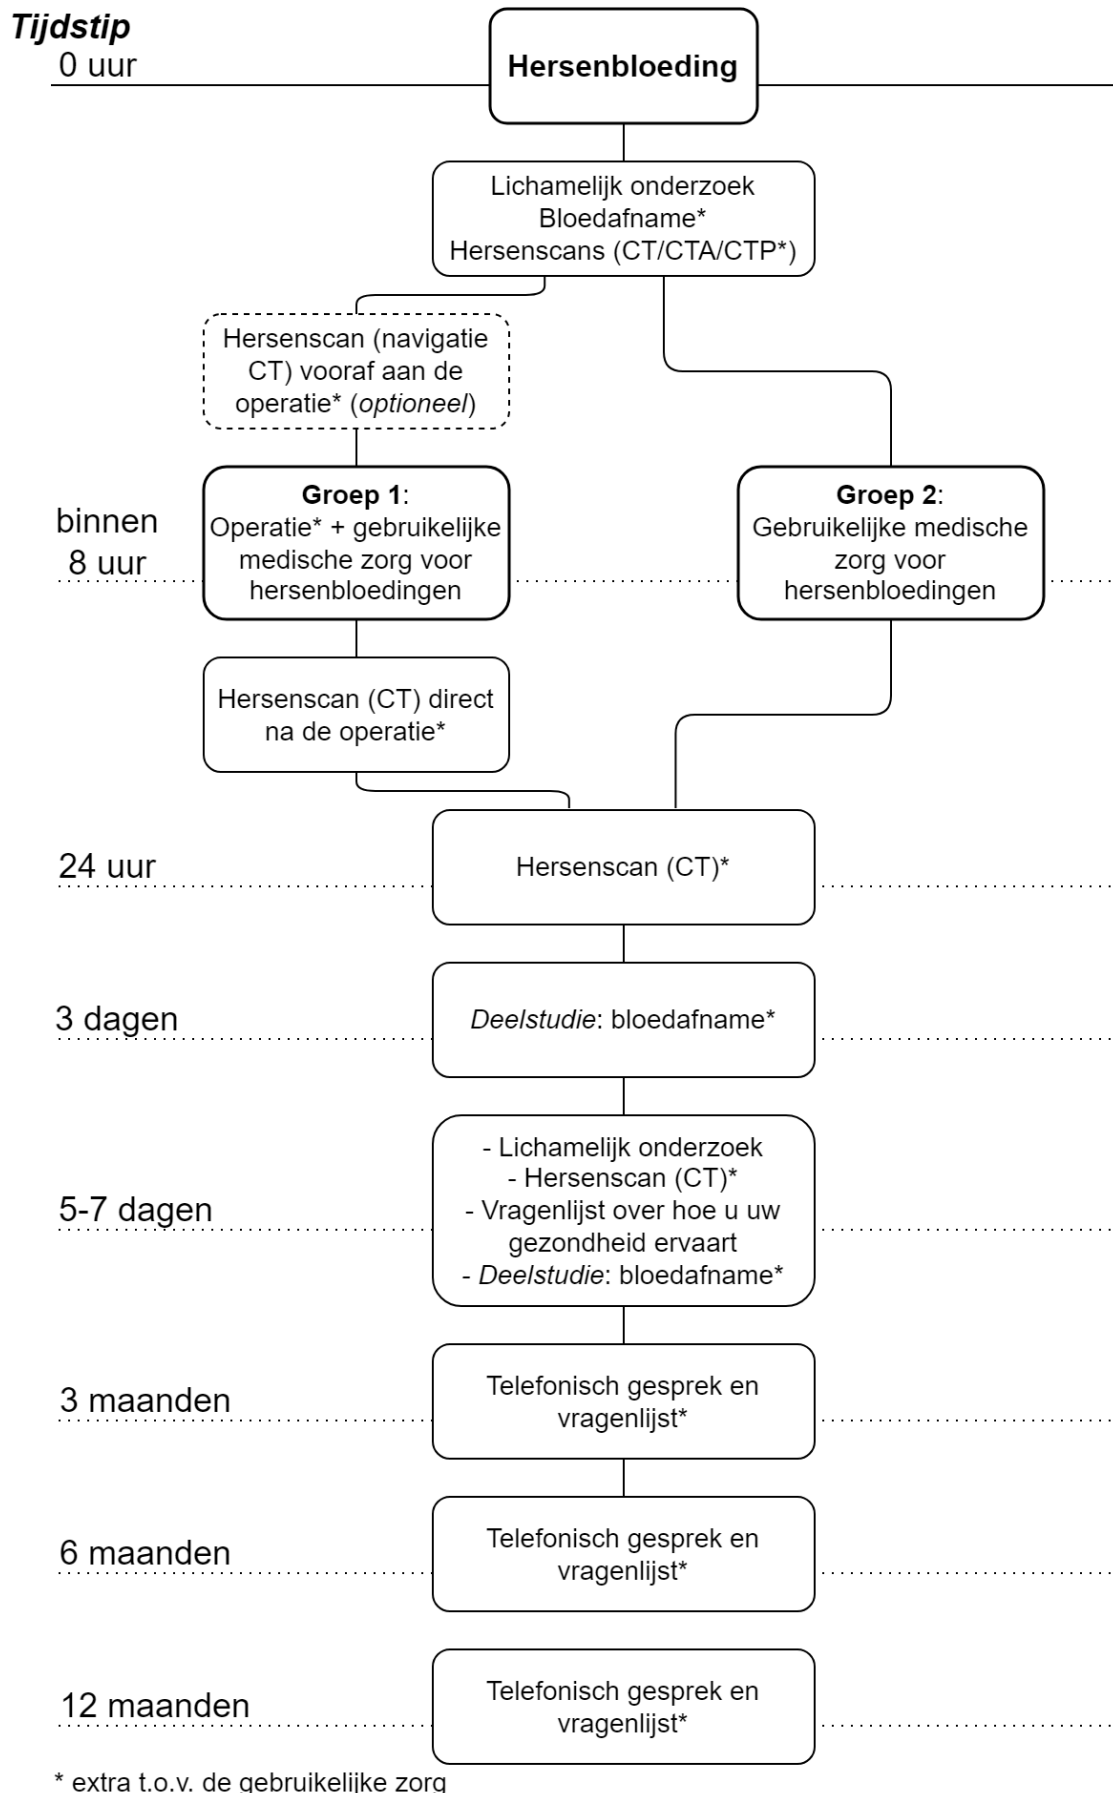 Tijdstip
0 uur
Hersenbloeding
Lichamelijk onderzoek
Bloedafname*
Hersenscans (CT/CTA/CTP*)
Hersenscan (navigatie
CT) vooraf aan de
operatie* (optioneel)
binnen
8 uur
Groep 1:
Operatie* + gebruikelijke
medische zorg voor
hersenbloedingen
Groep 2:
Gebruikelijke medische
zorg voor
hersenbloedingen
Hersenscan (CT) direct
na de operatie*
24 uur
Hersenscan (CT)*
3 dagen
Deelstudie: bloedafname*
5-7 dagen
- Lichamelijk onderzoek
- Hersenscan (CT)*
- Vragenlijst over hoe u uw
gezondheid ervaart
- Deelstudie: bloedafname*
3 maanden
Telefonisch gesprek en
vragenlijst*
6 maanden
Telefonisch gesprek en
vragenlijst*
12 maanden
Telefonisch gesprek en
vragenlijst*
* extra t.o.v. de gebruikelijke zorg